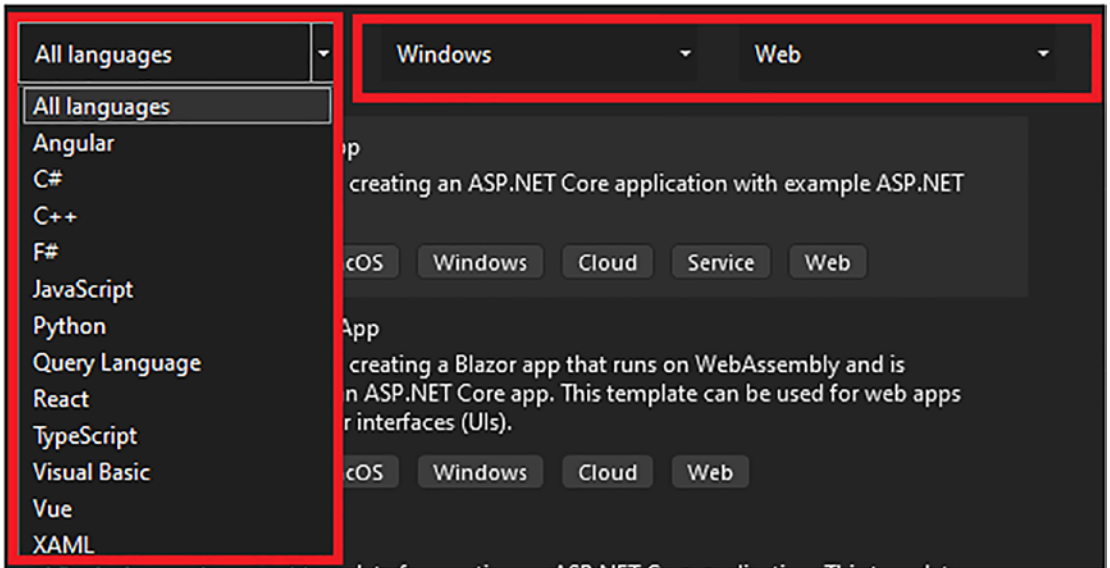 All languages
Windows
Web
All languages
Angular
C#
C++
F#
JavaScript
Python
Query Language
React
TypeScript
Visual Basic
Vue
XAML
creating an ASP.NET Core application with example ASP.NET
Windows Cloud Service Web
App
creating a Blazor app that runs on WebAssembly and is
an ASP.NET Core app. This template can be used for web apps
interfaces (UIs).
Windows Cloud Web